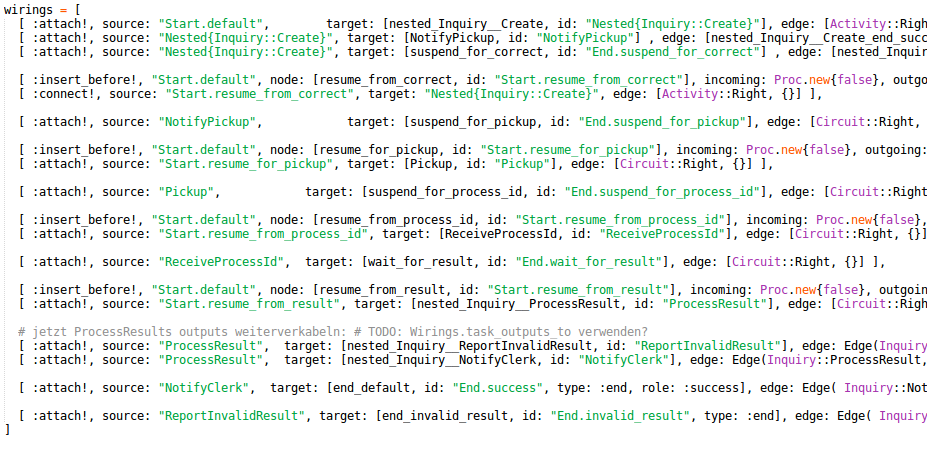 wirings = [
[ :attach!, source: "Start.default", target: [nested_Inquiry__Create, id: "Nested{Inquiry::Create}"], edge: [Activity::Righ
[ :attach!, source: "Nested{Inquiry::Create}", target: [NotifyPickup, id: "NotifyPickup"] , edge: [nested_Inquiry__Create_end_succ
[ :attach!, source: "Nested{Inquiry::Create}", target: [suspend_for_correct, id: "End.suspend_for_correct"] , edge: [nested_Inquir
[ :insert_before!, "Start.default", node: [resume_from_correct, id: "Start.resume_from_correct"], incoming: Proc.new{false}, outgo
[ :connect!, source: "Start.resume_from_correct", target: "Nested{Inquiry::Create}", edge: [Activity::Right, {}] ],
[ :attach!, source: "NotifyPickup", target: [suspend_for_pickup, id: "End.suspend_for_pickup"], edge: [Circuit::Right,
[ :insert_before!, "Start.default", node: [resume_for_pickup, id: "Start.resume_for_pickup"], incoming: Proc.new{false}, outgoing:
[ :attach!, source: "Start.resume_for_pickup", target: [Pickup, id: "Pickup"], edge: [Circuit::Right, {}] ],
[ :attach!, source: "Pickup", target: [suspend_for_process_id, id: "End.suspend_for_process_id"], edge: [Circuit::Right
[ :insert_before!, "Start.default", node: [resume_from_process_id, id: "Start.resume_from_process_id"], incoming: Proc.new{false},
[ :attach!, source: "Start.resume_from_process_id", target: [ReceiveProcessId, id: "ReceiveProcessId"], edge: [Circuit::Right, {}]
[ :attach!, source: "ReceiveProcessId", target: [wait_for_result, id: "End.wait_for_result"], edge: [Circuit::Right, {}] ],
[ :insert_before!, "Start.default", node: [resume_from_result, id: "Start.resume_from_result"], incoming: Proc.new{false}, outgoin
[ :attach!, source: "Start.resume_from_result", target: [nested_Inquiry__ProcessResult, id: "ProcessResult"], edge: [Circuit::Righ
# jetzt ProcessResults outputs weiterverkabeln: # TODO: Wirings.task_outputs_to verwenden?
[ :attach!, source: "ProcessResult", target: [nested_Inquiry__ReportInvalidResult, id: "ReportInvalidResult"], edge: Edge(Inquiry:
[ :attach!, source: "ProcessResult", target: [nested_Inquiry__NotifyClerk, id: "NotifyClerk"], edge: Edge(Inquiry::ProcessResult,
[ :attach!, source: "NotifyClerk", target: [end_default, id: "End.success", type: :end, role: :success], edge: Edge( Inquiry::Not
[ :attach!, source: "ReportInvalidResult", target: [end_invalid_result, id: "End.invalid_result", type: :end], edge: Edge( Inquiry
]